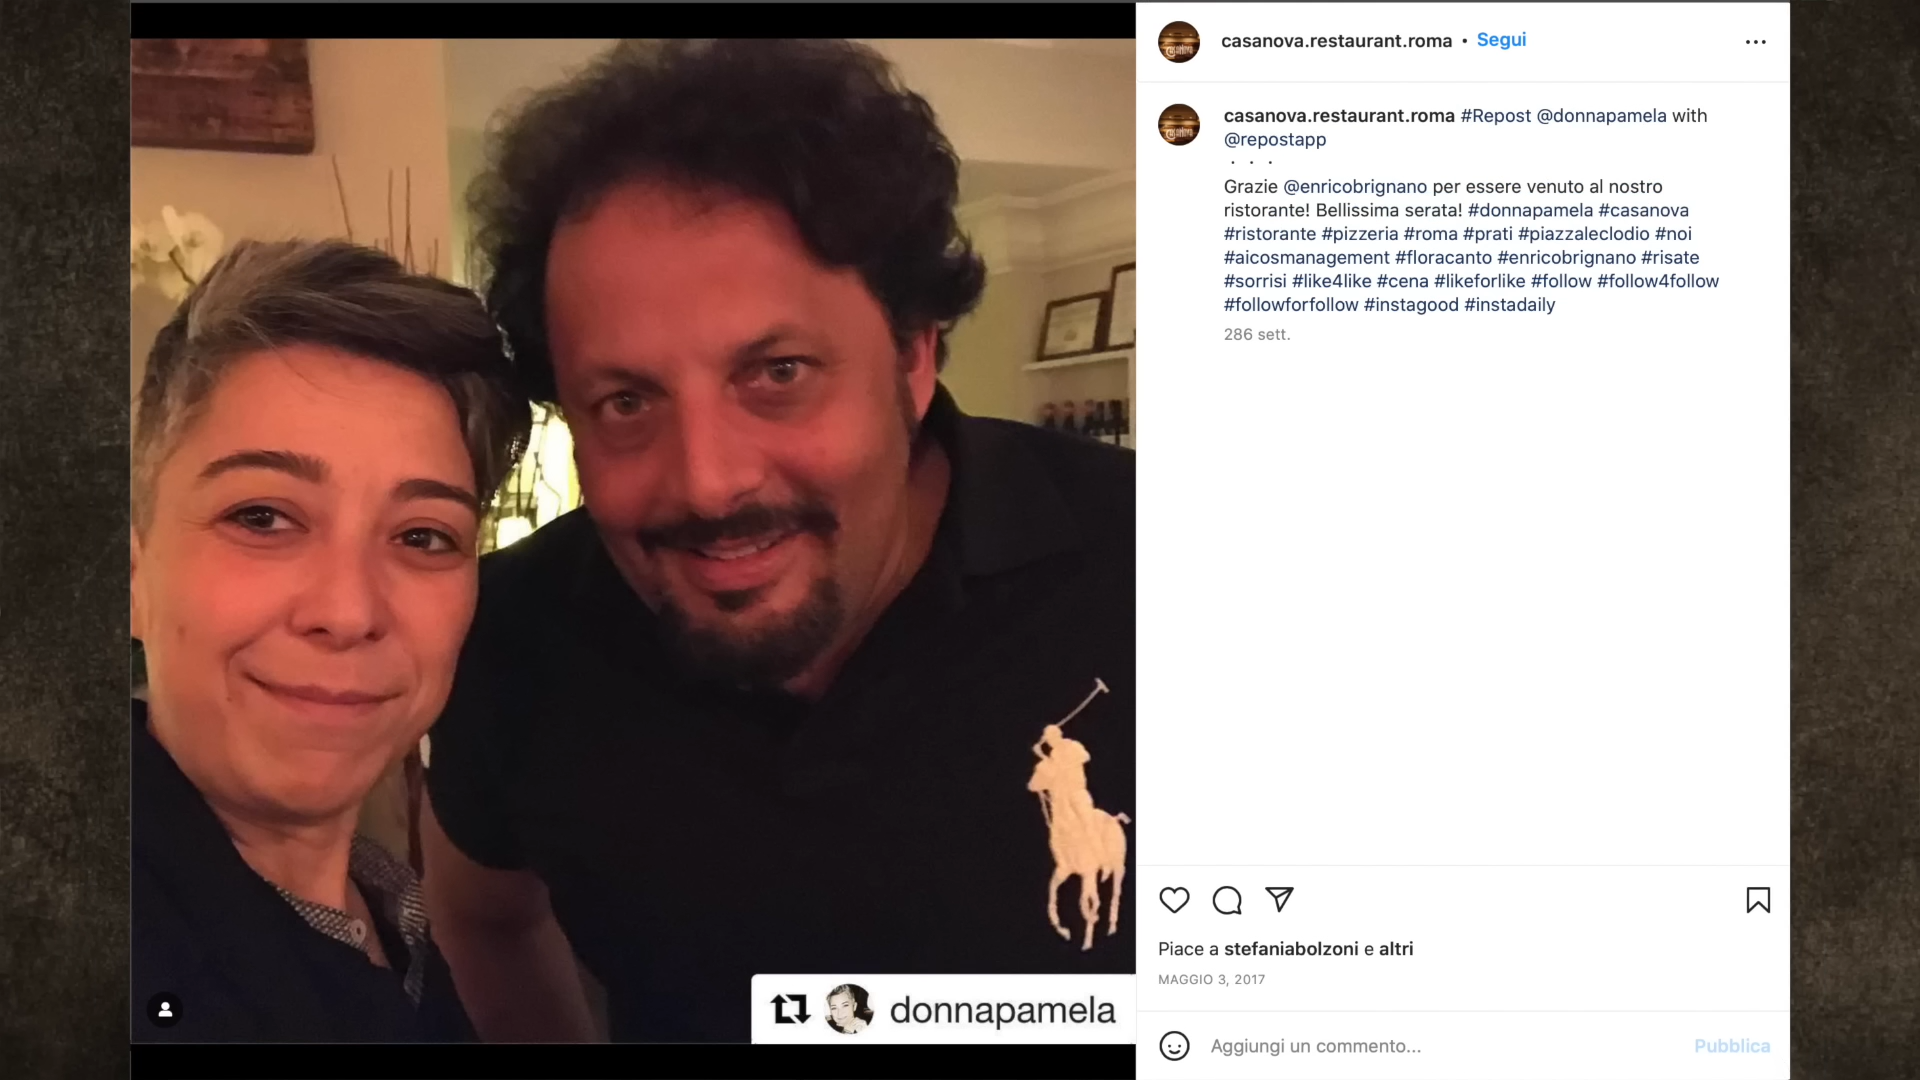 casanova.restaurant.roma • Segui
casanova.restaurant.roma #Repost @donnapamela with
@repostapp
・・・
Grazie @enricobrignano per essere venuto al nostro
ristorante! Bellissima serata! #donnapamela #casanova
#ristorante #pizzeria #roma #prati #piazzaleclodio #noi
#aicosmanagement #floracanto #enricobrignano #risate
#sorrisi #like4like #cena #likeforlike #follow #follow4follow
#followforfollow #instagood #instadaily
286 sett.
Piace a stefaniabolzoni e altri
MAGGIO 3, 2017
donnapamela
Aggiungi un commento...
Pubblica